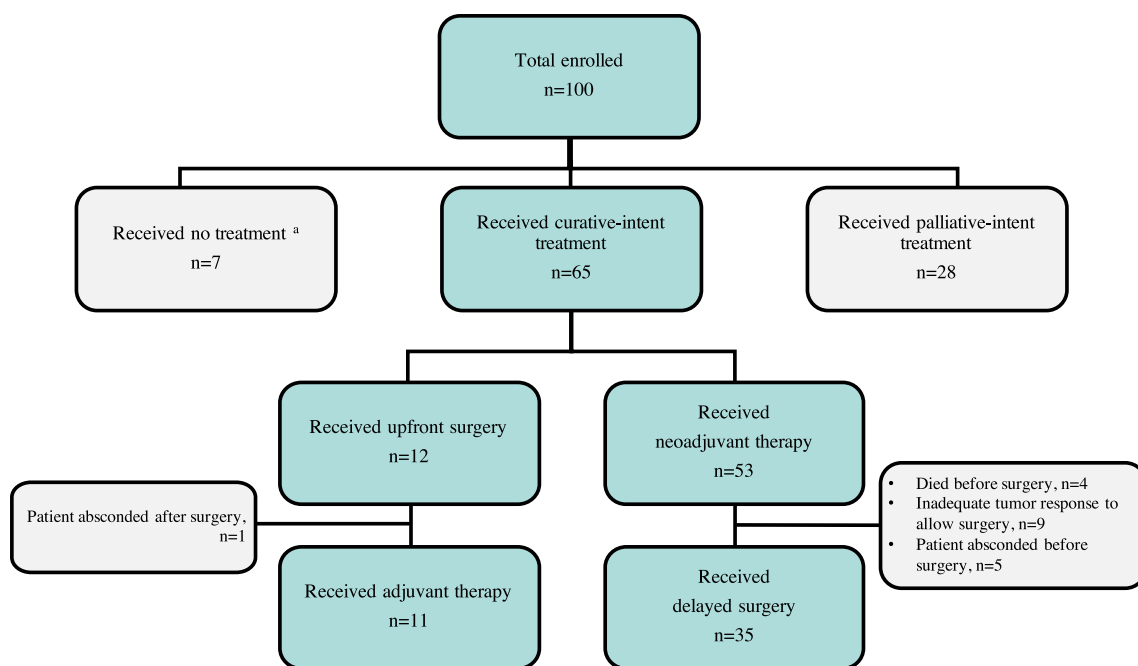 Total enrolled
n=100
Received no treatment a
n=7
Received curative-intent
treatment
n=65
Received palliative-intent
treatment
n=28
Received upfront surgery
n=12
Received
neoadjuvant therapy
n=53
Patient absconded after surgery,
n=1
• Died before surgery, n=4
• Inadequate tumor response to
allow surgery, n=9
• Patient absconded before
surgery, n=5
Received adjuvant therapy
n=11
Received
delayed surgery
n=35